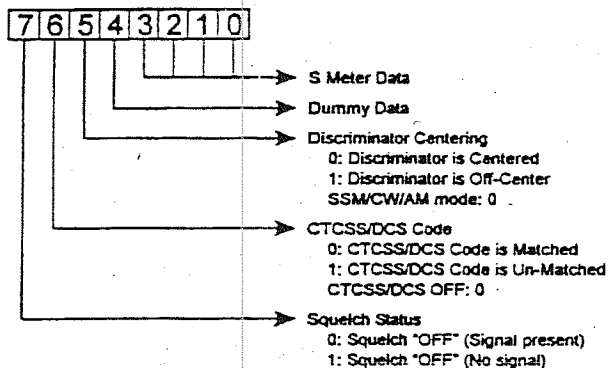 7 6 5 4 3 2 1 0
S Meter Data
Dummy Data
Discriminator Centering
0: Discriminator is Centered
1: Discriminator is Off-Center
SSM/CW/AM mode: 0
CTCSS/DCS Code
0: CTCSS/DCS Code is Matched
1: CTCSS/DCS Code is Un-Matched
CTCSS/DCS OFF: 0
Squelch Status
0: Squelch "OFF" (Signal present)
1: Squelch "OFF" (No signal)